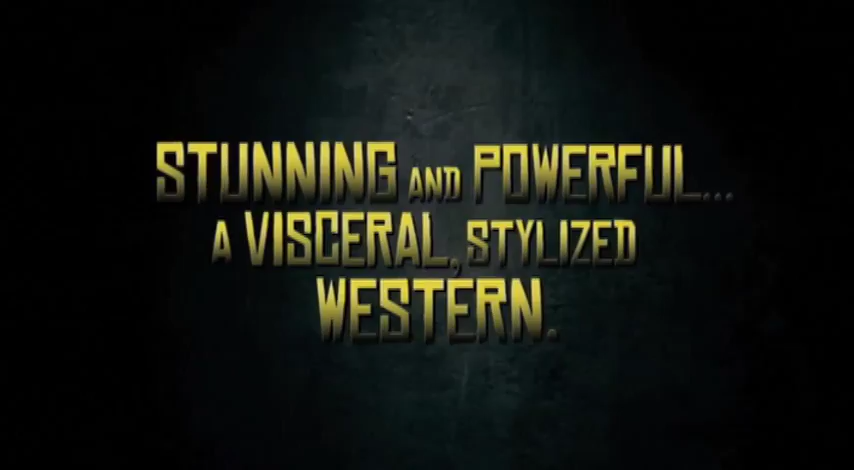 STUNNING AND POWERFUL...
A VISCERAL, STYLIZED
WESTERN.